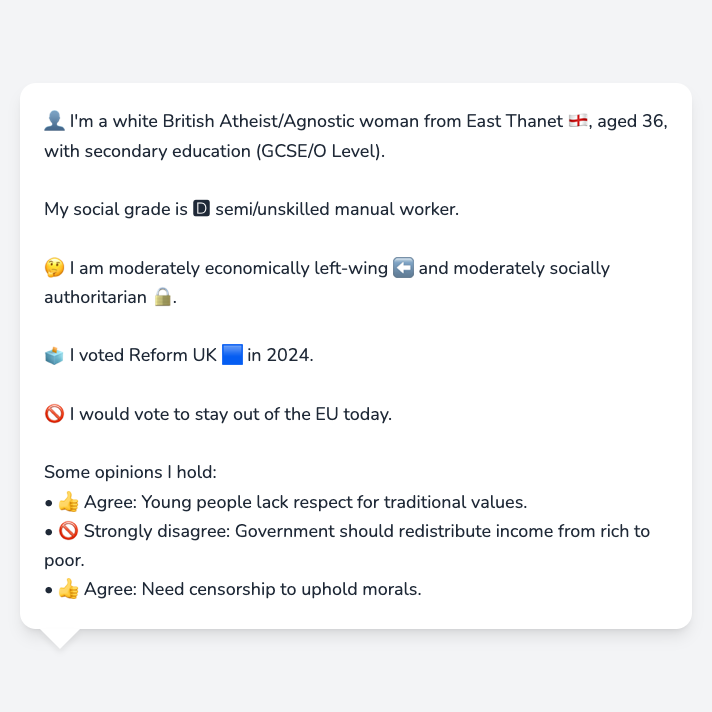 👤 I'm a white British Atheist/Agnostic woman from East Thanet 🏴󠁧󠁢󠁥󠁮󠁧󠁿, aged 36,
with secondary education (GCSE/O Level).
My social grade is 🅳 semi/unskilled manual worker.
🤔 I am moderately economically left-wing ⬅️ and moderately socially
authoritarian 🔒.
🗳️ I voted Reform UK 🟦 in 2024.
🚫 I would vote to stay out of the EU today.
Some opinions I hold:
• 👍 Agree: Young people lack respect for traditional values.
• 🚫 Strongly disagree: Government should redistribute income from rich to
poor.
• 👍 Agree: Need censorship to uphold morals.